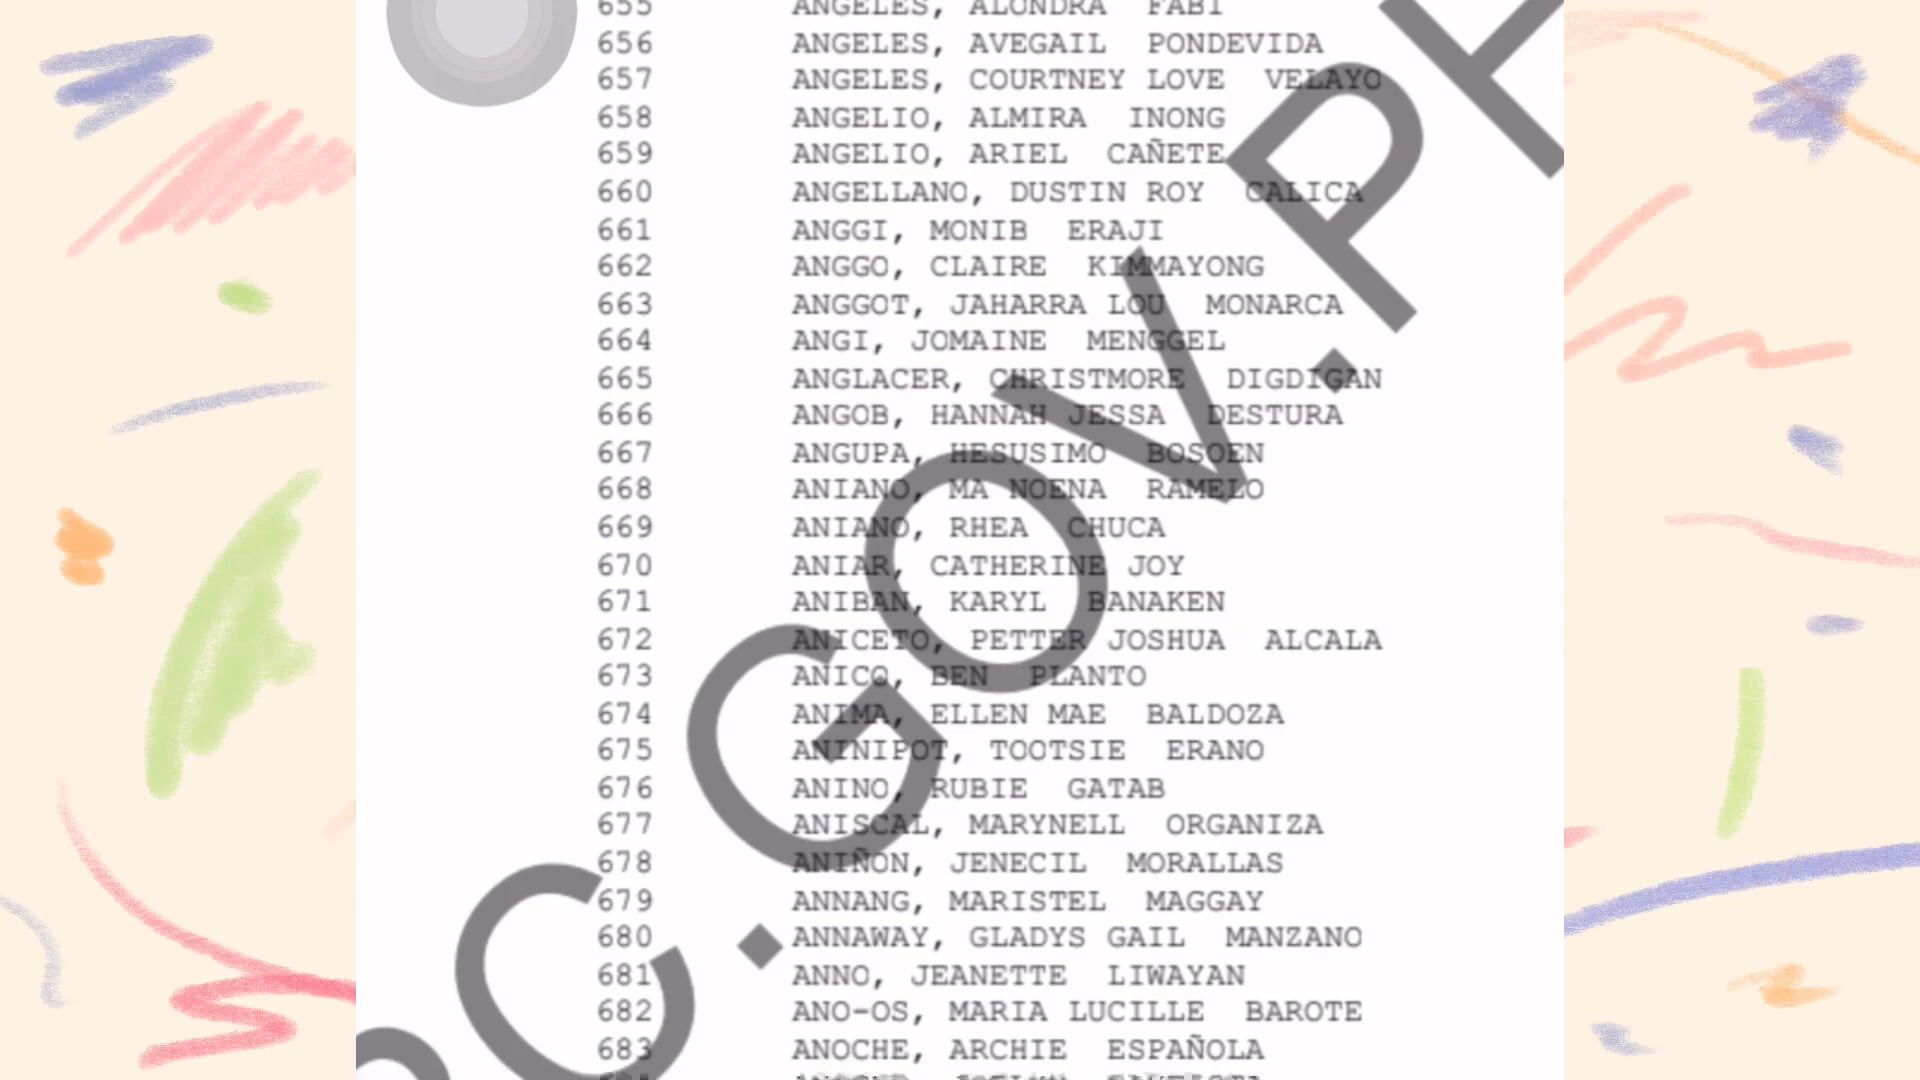 655 ANGELES, ALONDRA FABI
656 ANGELES, AVEGAIL PONDEVIDA
657 ANGELES, COURTNEY LOVE VELAYO
658 ANGELIO, ALMIRA INONG
659 ANGELIO, ARIEL CAÑETE
660 ANGELLANO, DUSTIN ROY CALICA
661 ANGGI, MONIB ERAJI
662 ANGGO, CLAIRE KIMMAYONG
663 ANGGOT, JAHARRA LOU MONARCA
664 ANGI, JOMAINE MENGGEL
665 ANGLACER, CHRISTMORE DIGDIGAN
666 ANGOB, HANNAH JESSA DESTURA
667 ANGUPA, HESUSIMO BOSOEN
668 ANIANO, MA NOENA RAMELO
669 ANIANO, RHEA CHUCA
670 ANIAR, CATHERINE JOY
671 ANIBAN, KARYL BANAKEN
672 ANICETO, PETTER JOSHUA ALCALA
673 ANICO, BEN PLANTO
674 ANIMA, ELLEN MAE BALDOZA
675 ANINIPOT, TOOTSIE ERANO
676 ANINO, RUBIE GATAB
677 ANISCAL, MARYNELL ORGANIZA
678 ANIÑON, JENECIL MORALLAS
679 ANNANG, MARISTEL MAGGAY
680 ANNAWAY, GLADYS GAIL MANZANO
681 ANNO, JEANETTE LIWAYAN
682 ANO-OS, MARIA LUCILLE BAROTE
683 ANOCHE, ARCHIE ESPAÑOLA
C.GOV.PH